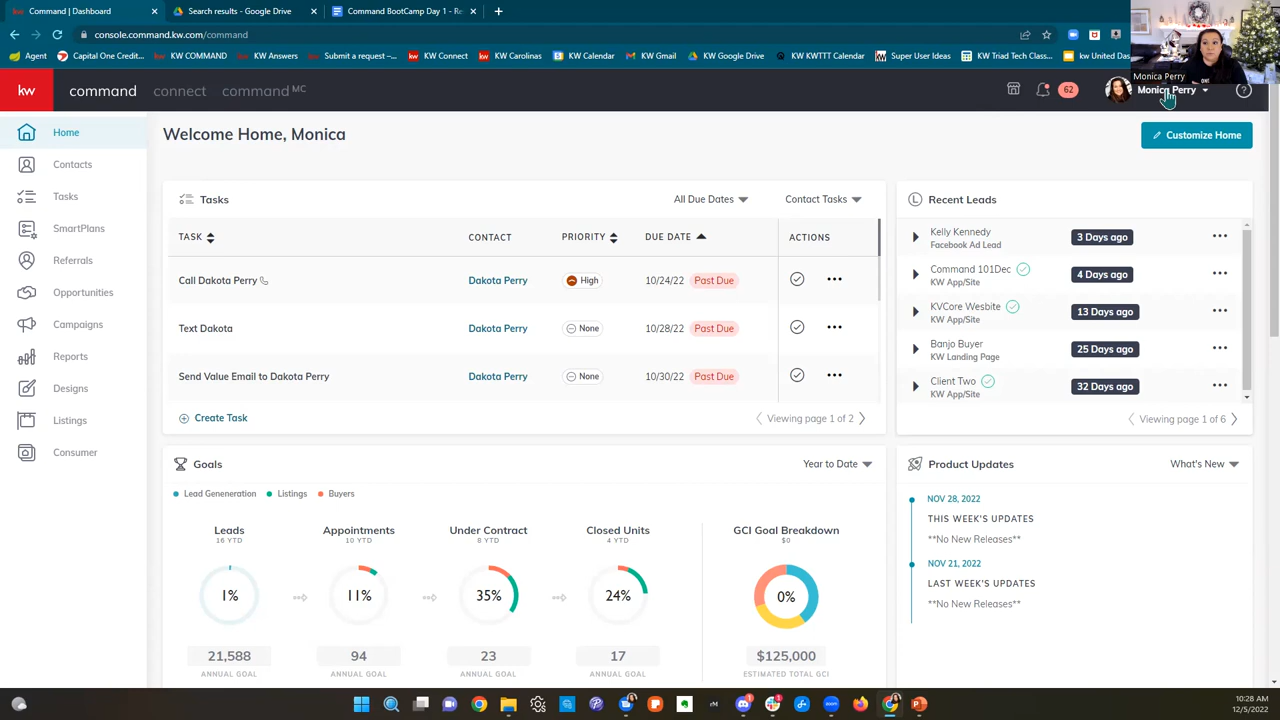 Command | Dashboard
Search results - Google Drive
Command BootCamp Day 1 - R
console.command.kw.com/command
Agent
Capital One Credit...
KW COMMAND
KW Answers
Submit a request –...
KW Connect
KW Carolinas
KW Calendar
KW Gmail
KW Google Drive
KW KWTTT Calendar
Super User Ideas
KW Triad Tech Class...
kw United Das
Monica Perry
kw
command
connect
command MC
62
Monica Perry
?
Home
Contacts
Tasks
SmartPlans
Referrals
Opportunities
Campaigns
Reports
Designs
Listings
Consumer
Welcome Home, Monica
Customize Home
Tasks
All Due Dates
Contact Tasks
TASK
CONTACT
PRIORITY
DUE DATE
ACTIONS
Call Dakota Perry
Dakota Perry
High
10/24/22
Past Due
Text Dakota
Dakota Perry
None
10/28/22
Past Due
Send Value Email to Dakota Perry
Dakota Perry
None
10/30/22
Past Due
Create Task
Viewing page 1 of 2
Recent Leads
Kelly Kennedy
Facebook Ad Lead
3 Days ago
Command 101Dec
KW App/Site
4 Days ago
KVCore Wesbite
KW App/Site
13 Days ago
Banjo Buyer
KW Landing Page
25 Days ago
Client Two
KW App/Site
32 Days ago
Viewing page 1 of 6
Goals
Year to Date
Lead Geneneration
Listings
Buyers
Leads
16 YTD
1%
21,588
ANNUAL GOAL
Appointments
10 YTD
11%
94
ANNUAL GOAL
Under Contract
8 YTD
35%
23
ANNUAL GOAL
Closed Units
4 YTD
24%
17
ANNUAL GOAL
GCI Goal Breakdown
$0
0%
$125,000
ESTIMATED TOTAL GCI
Product Updates
What's New
NOV 28, 2022
THIS WEEK'S UPDATES
**No New Releases**
NOV 21, 2022
LAST WEEK'S UPDATES
**No New Releases**
10:28 AM
12/5/2022